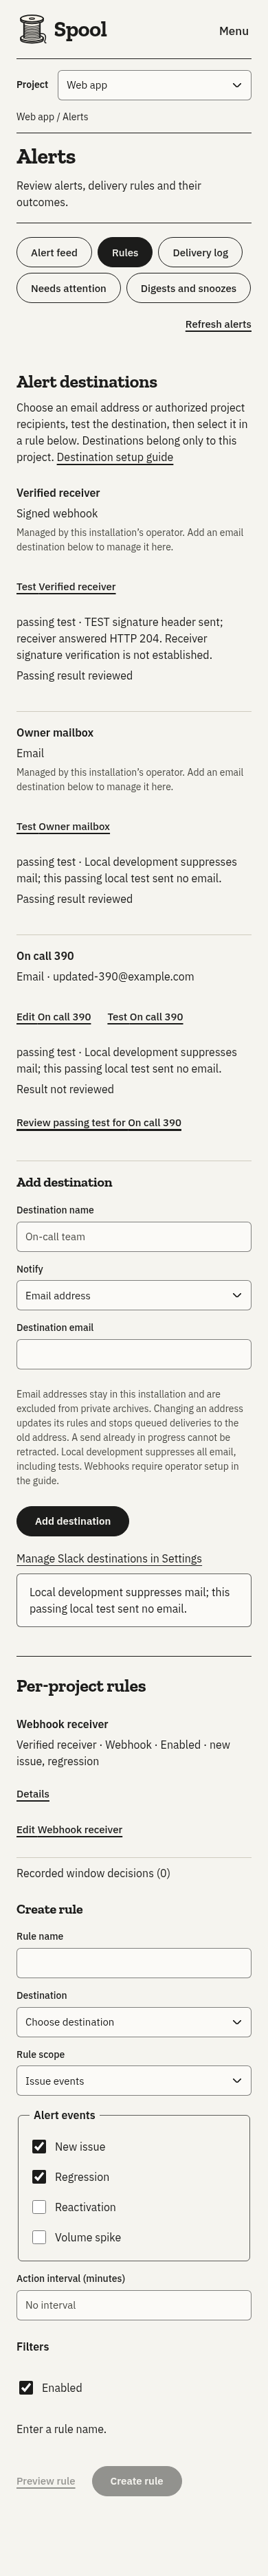 Spool
Menu
Project
Web app
Web app / Alerts
Alerts
Review alerts, delivery rules and their
outcomes.
Alert feed
Rules
Delivery log
Needs attention
Digests and snoozes
Refresh alerts
Alert destinations
Choose an email address or authorized project
recipients, test the destination, then select it in
a rule below. Destinations belong only to this
project. Destination setup guide
Verified receiver
Signed webhook
Managed by this installation's operator. Add an email
destination below to manage it here.
Test Verified receiver
passing test · TEST signature header sent;
receiver answered HTTP 204. Receiver
signature verification is not established.
Passing result reviewed
Owner mailbox
Email
Managed by this installation's operator. Add an email
destination below to manage it here.
Test Owner mailbox
passing test · Local development suppresses
mail; this passing local test sent no email.
Passing result reviewed
On call 390
Email · updated-390@example.com
Edit On call 390
Test On call 390
passing test · Local development suppresses
mail; this passing local test sent no email.
Result not reviewed
Review passing test for On call 390
Add destination
Destination name
On-call team
Notify
Email address
Destination email
Email addresses stay in this installation and are
excluded from private archives. Changing an address
updates its rules and stops queued deliveries to the
old address. A send already in progress cannot be
retracted. Local development suppresses all email,
including tests. Webhooks require operator setup in
the guide.
Add destination
Manage Slack destinations in Settings
Local development suppresses mail; this
passing local test sent no email.
Per-project rules
Webhook receiver
Verified receiver · Webhook · Enabled · new
issue, regression
Details
Edit Webhook receiver
Recorded window decisions (0)
Create rule
Rule name
Destination
Choose destination
Rule scope
Issue events
Alert events
New issue
Regression
Reactivation
Volume spike
Action interval (minutes)
No interval
Filters
Enabled
Enter a rule name.
Preview rule
Create rule